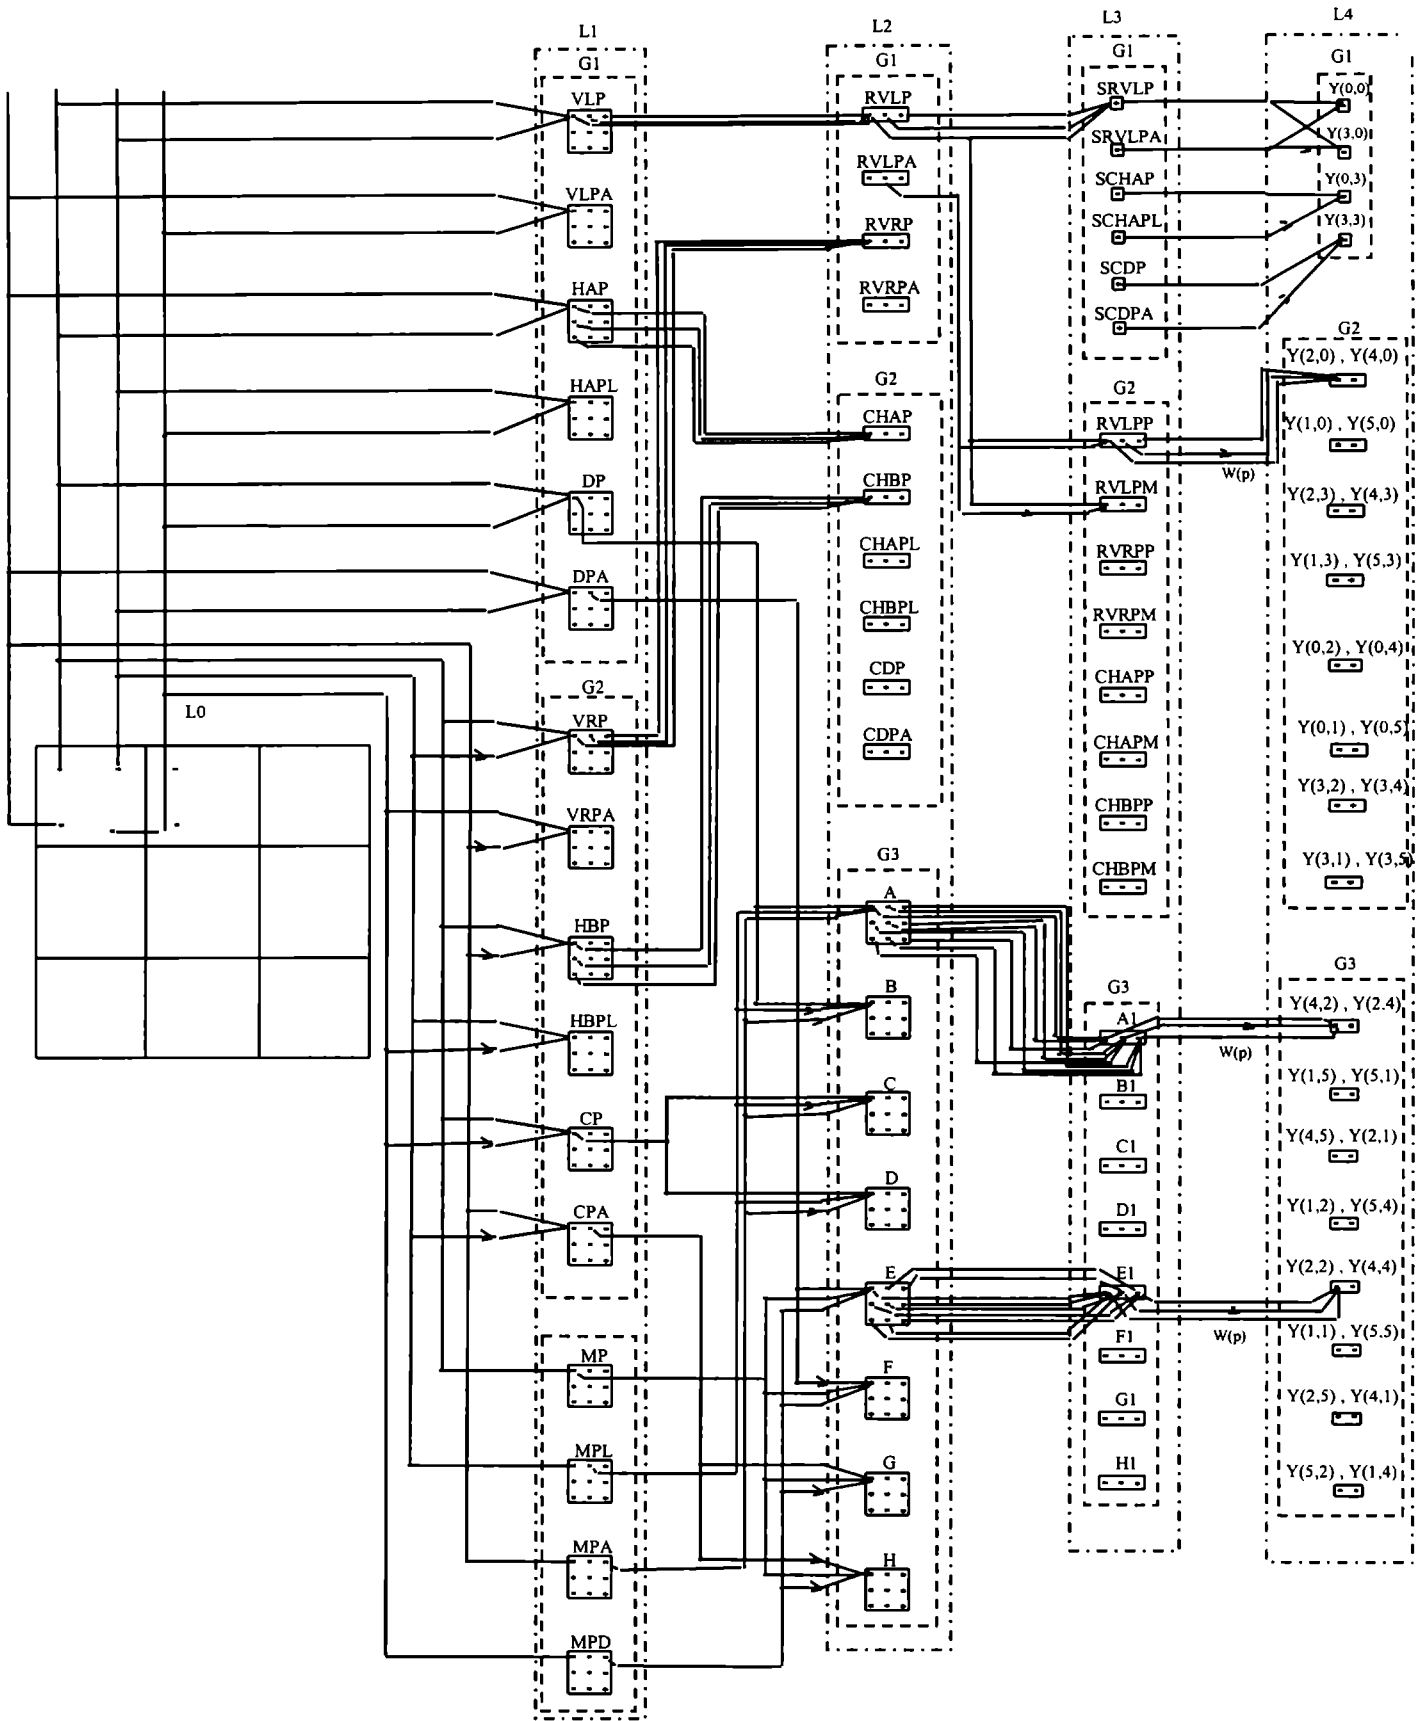 L1
G1
VLP
VLPA
HAP
HAPL
DP
DPA
G2
VRP
VRPA
HBP
HBPL
CP
CPA
MP
MPL
MPA
MPD
L0
L2
G1
RVLP
RVLPA
RVRP
RVRPA
G2
CHAP
CHBP
CHAPL
CHBPL
CDP
CDPA
G3
A
B
C
D
E
F
G
H
L3
G1
SRVLP
SRVLPA
SCHAP
SCHAPL
SCDP
SCDPA
G2
RVLPP
RVLPM
RVRPP
RVRPM
CHAPP
CHAPM
CHBPP
CHBPM
G3
A1
B1
C1
D1
E1
F1
G1
H1
W(p)
W(p)
W(p)
L4
G1
Y(0,0)
Y(3,0)
Y(0,3)
Y(3,3)
G2
Y(2,0) , Y(4,0)
Y(1,0) , Y(5,0)
Y(2,3) , Y(4,3)
Y(1,3) , Y(5,3)
Y(0,2) , Y(0,4)
Y(0,1) , Y(0,5)
Y(3,2) , Y(3,4)
Y(3,1) , Y(3,5)
G3
Y(4,2) , Y(2.4)
Y(1,5) , Y(5,1)
Y(4,5) , Y(2,1)
Y(1,2) , Y(5,4)
Y(2,2) , Y(4,4)
Y(1,1) , Y(5.5)
Y(2,5) , Y(4,1)
Y(5,2) , Y(1,4)